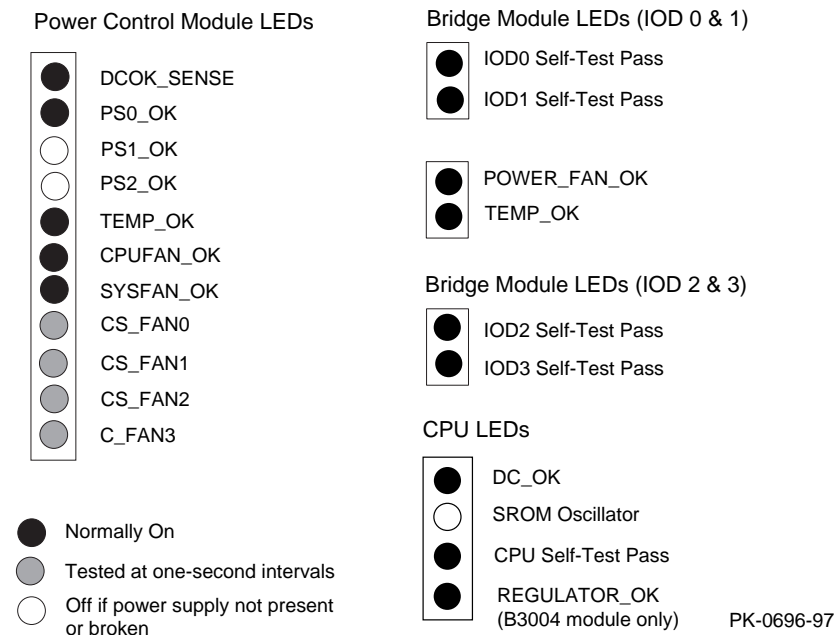 Power Control Module LEDs
DCOK_SENSE
PS0_OK
PS1_OK
PS2_OK
TEMP_OK
CPUFAN_OK
SYSFAN_OK
CS_FAN0
CS_FAN1
CS_FAN2
C_FAN3
Normally On
Tested at one-second intervals
Off if power supply not present
or broken
Bridge Module LEDs (IOD 0 & 1)
IOD0 Self-Test Pass
IOD1 Self-Test Pass
POWER_FAN_OK
TEMP_OK
Bridge Module LEDs (IOD 2 & 3)
IOD2 Self-Test Pass
IOD3 Self-Test Pass
CPU LEDs
DC_OK
SROM Oscillator
CPU Self-Test Pass
REGULATOR_OK
(B3004 module only)
PK-0696-97